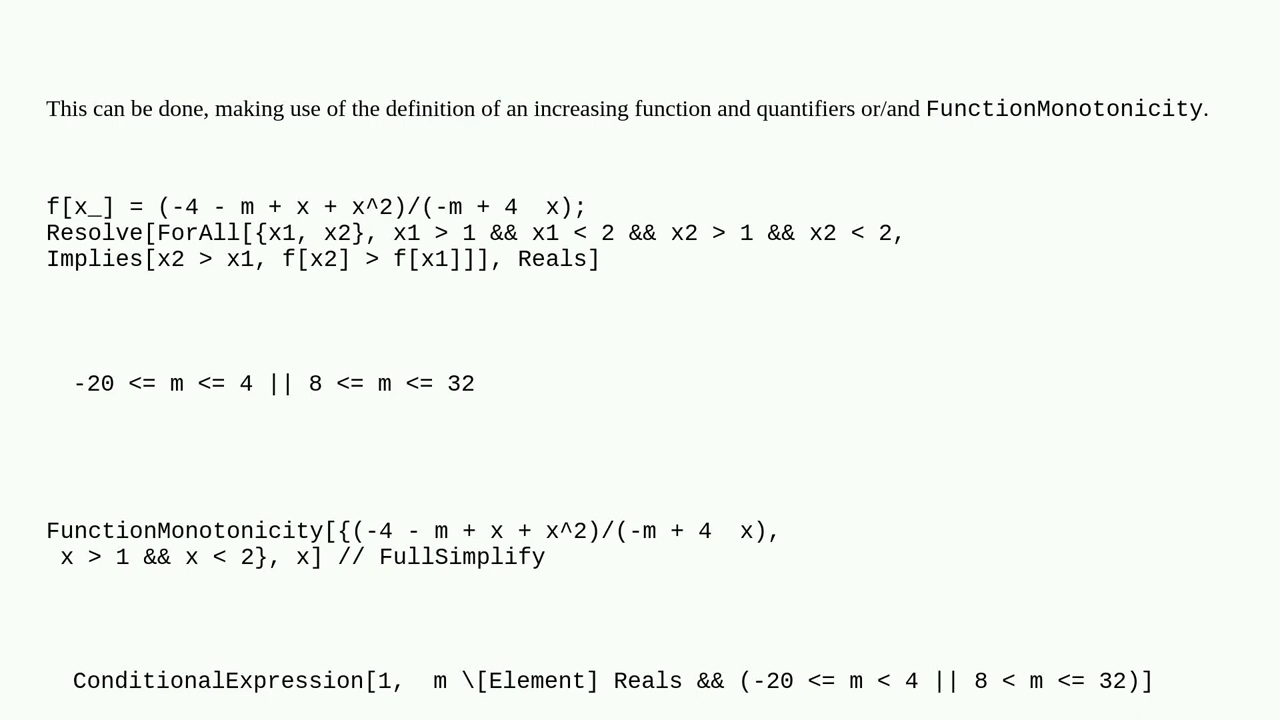 This can be done, making use of the definition of an increasing function and quantifiers or/and FunctionMonotonicity.
f[x_] = (-4 - m + x + x^2)/(-m + 4  x);
Resolve[ForAll[{x1, x2}, x1 > 1 && x1 < 2 && x2 > 1 && x2 < 2,
Implies[x2 > x1, f[x2] > f[x1]]], Reals]
-20 <= m <= 4 || 8 <= m <= 32
FunctionMonotonicity[{(-4 - m + x + x^2)/(-m + 4  x),
 x > 1 && x < 2}, x] // FullSimplify
ConditionalExpression[1,  m \[Element] Reals && (-20 <= m < 4 || 8 < m <= 32)]